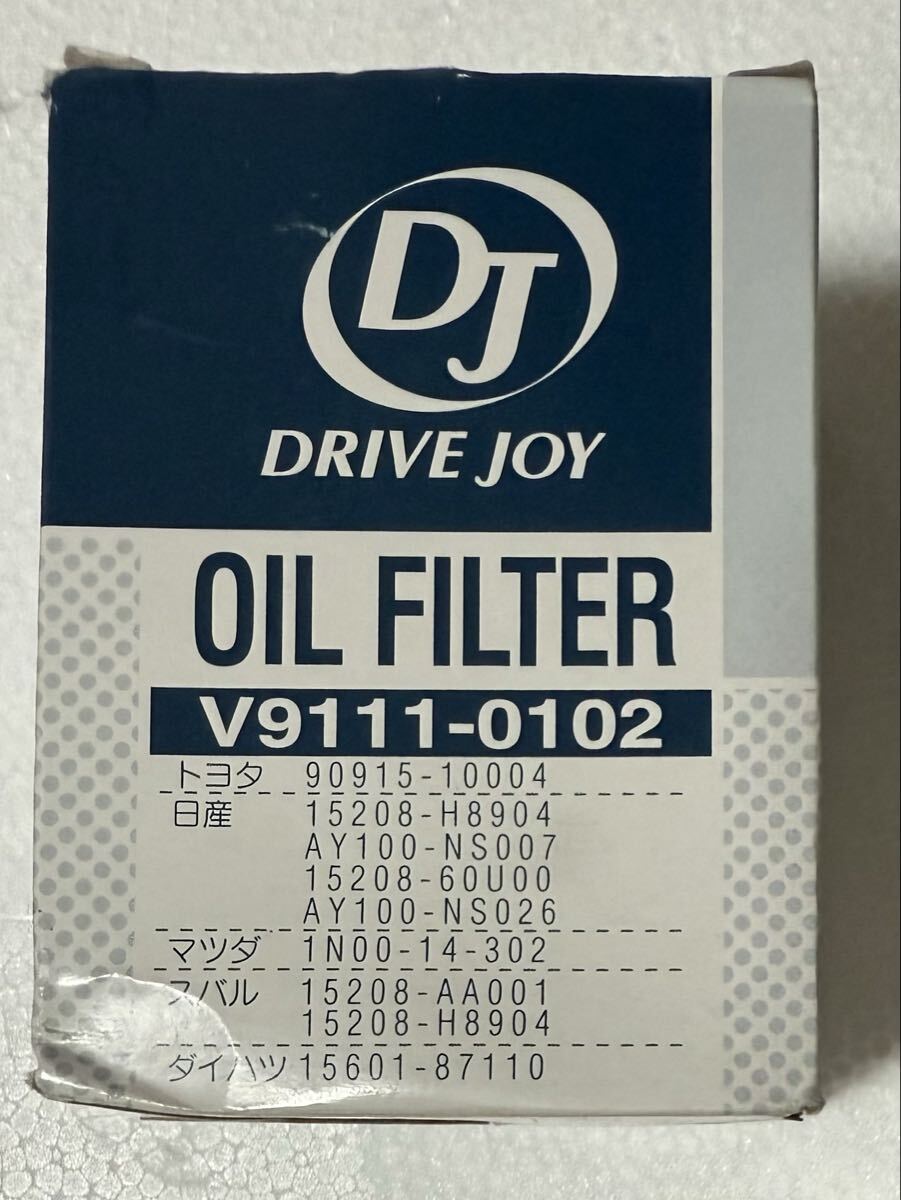 DJ
DRIVE JOY
OIL FILTER
V9111-0102
トヨタ 90915-10004
日産 15208-H8904
AY100-NS007
15208-60U00
AY100-NS026
マツダ 1N00-14-302
スバル 15208-AA001
15208-H8904
ダイハツ 15601-87110